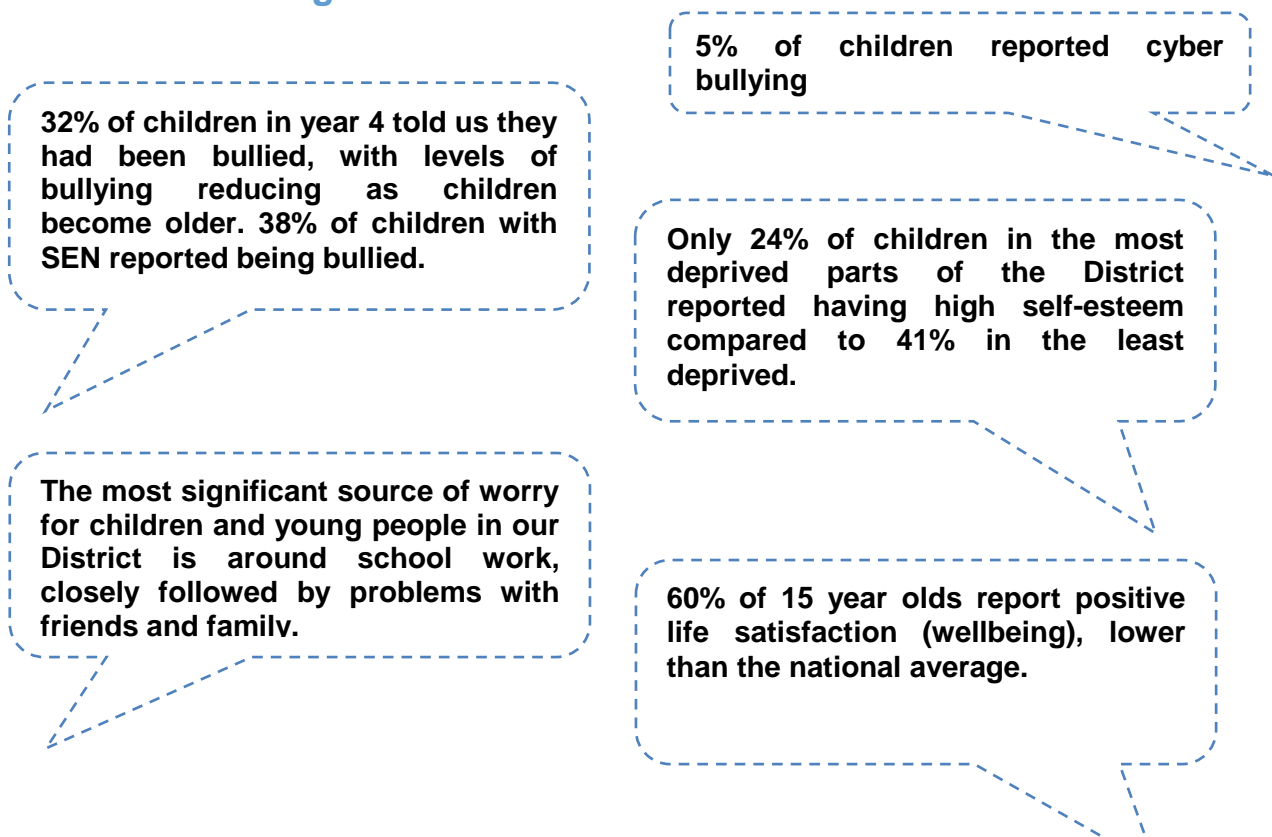 32% of children in year 4 told us they
had been bullied, with levels of
bullying reducing as children
become older. 38% of children with
SEN reported being bullied.
5% of children reported cyber
bullying
Only 24% of children in the most
deprived parts of the District
reported having high self-esteem
compared to 41% in the least
deprived.
The most significant source of worry
for children and young people in our
District is around school work,
closely followed by problems with
friends and family.
60% of 15 year olds report positive
life satisfaction (wellbeing), lower
than the national average.